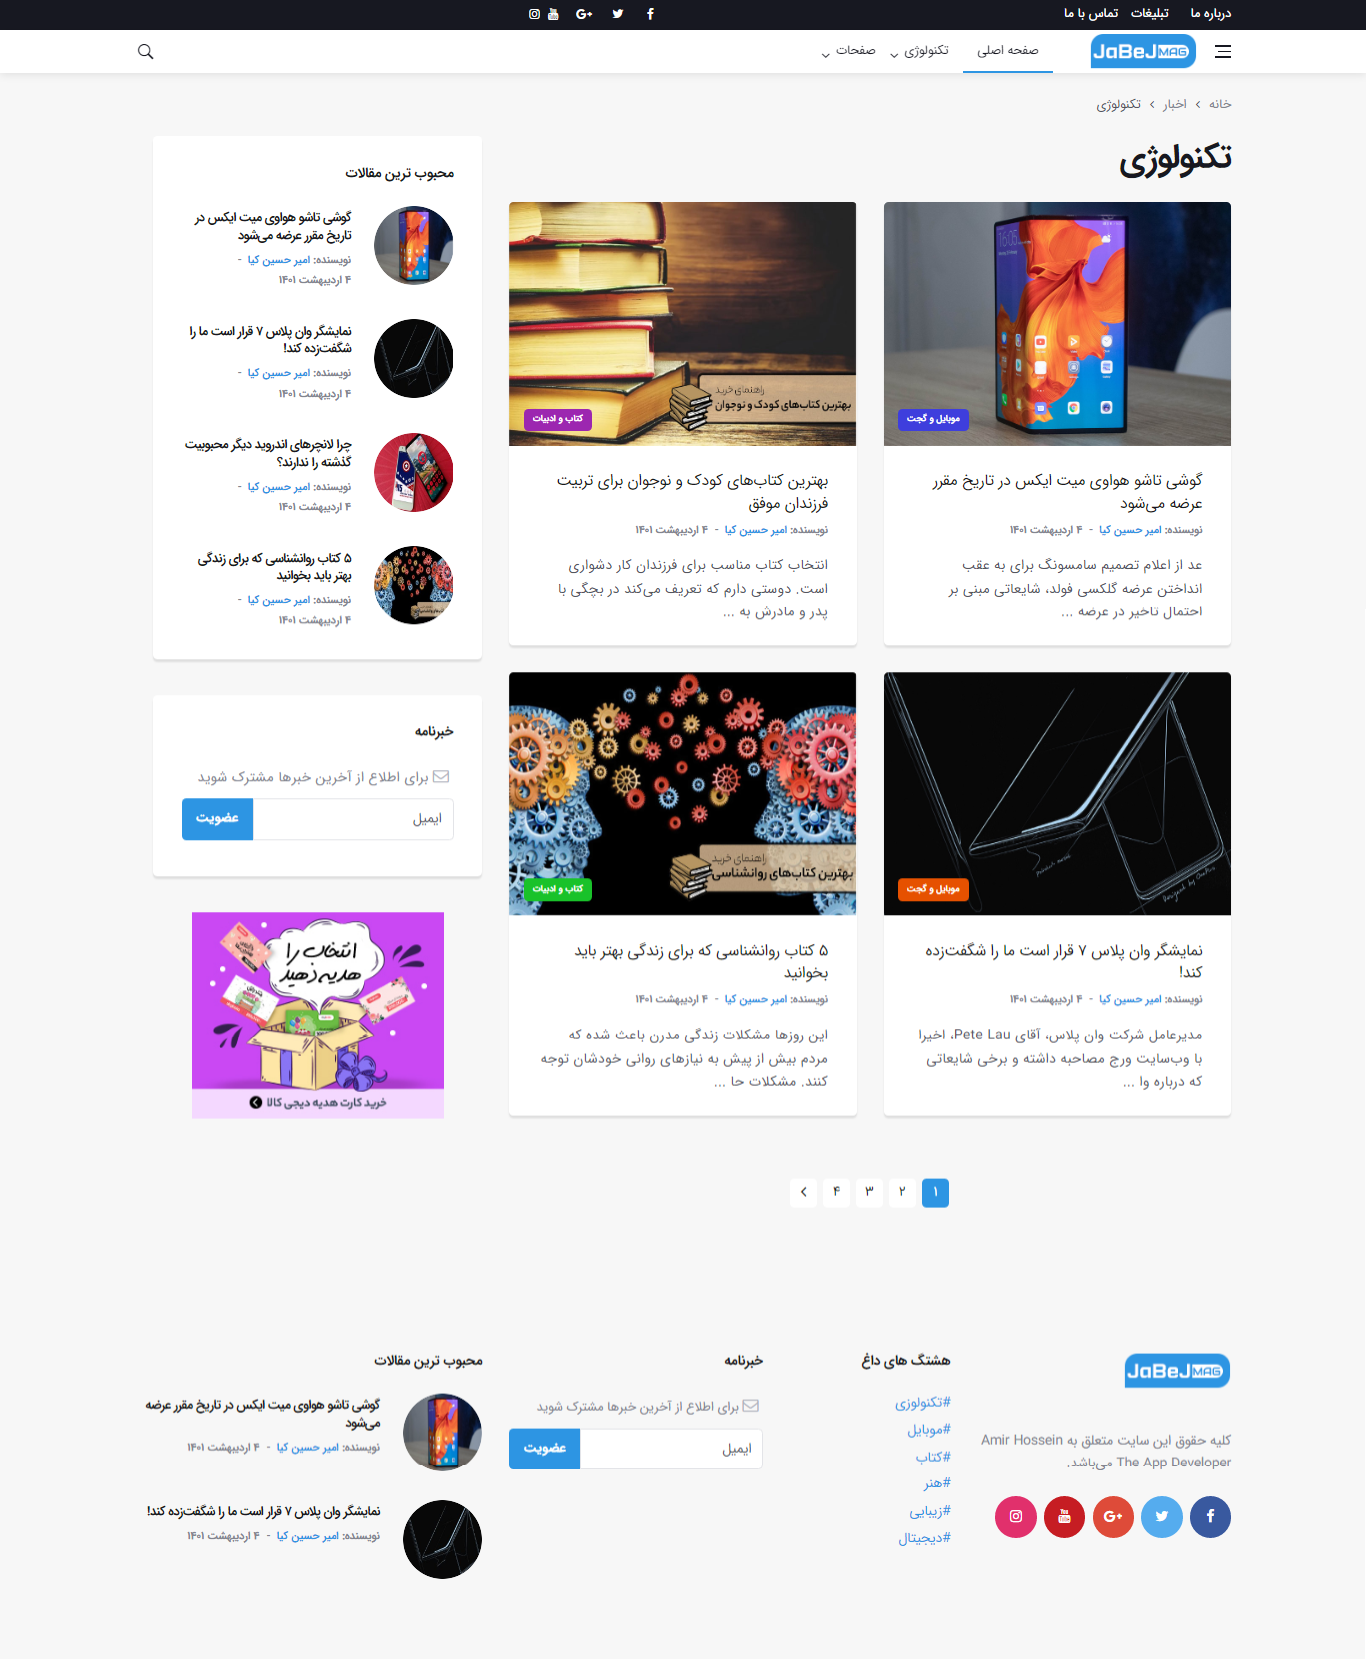 درباره ما
تبلیغات
تماس با ما
JaBeJ MAG
صفحه اصلی
تکنولوژی
صفحات
خانه › اخبار › تکنولوژی
تکنولوژی
موبایل و گجت
گوشی تاشو هواوی میت ایکس در تاریخ مقرر
عرضه می‌شود
نویسنده: امیر حسین کیا - ۴ اردیبهشت ۱۴۰۱
عد از اعلام تصمیم سامسونگ برای به عقب
انداختن عرضه گلکسی فولد، شایعاتی مبنی بر
احتمال تاخیر در عرضه ...
راهنمای خرید
بهترین کتاب‌های کودک و نوجوان
کتاب و ادبیات
بهترین کتاب‌های کودک و نوجوان برای تربیت
فرزندان موفق
نویسنده: امیر حسین کیا - ۴ اردیبهشت ۱۴۰۱
انتخاب کتاب مناسب برای فرزندان کار دشواری
است. دوستی دارم که تعریف می‌کند در بچگی با
پدر و مادرش به ...
موبایل و گجت
نمایشگر وان پلاس ۷ قرار است ما را شگفت‌زده
کند!
نویسنده: امیر حسین کیا - ۴ اردیبهشت ۱۴۰۱
مدیرعامل شرکت وان پلاس، آقای Pete Lau، اخیرا
با وب‌سایت ورج مصاحبه داشته و برخی شایعاتی
که درباره وا ...
راهنمای خرید
بهترین کتاب‌های روانشناسی
کتاب و ادبیات
۵ کتاب روانشناسی که برای زندگی بهتر باید
بخوانید
نویسنده: امیر حسین کیا - ۴ اردیبهشت ۱۴۰۱
این روزها مشکلات زندگی مدرن باعث شده که
مردم بیش از پیش به نیازهای روانی خودشان توجه
کنند. مشکلات حا ...
۱ ۲ ۳ ۴
محبوب ترین مقالات
گوشی تاشو هواوی میت ایکس در
تاریخ مقرر عرضه می‌شود
نویسنده: امیر حسین کیا -
۴ اردیبهشت ۱۴۰۱
نمایشگر وان پلاس ۷ قرار است ما را
شگفت‌زده کند!
نویسنده: امیر حسین کیا -
۴ اردیبهشت ۱۴۰۱
چرا لانچرهای اندروید دیگر محبوبیت
گذشته را ندارند؟
نویسنده: امیر حسین کیا -
۴ اردیبهشت ۱۴۰۱
۵ کتاب روانشناسی که برای زندگی
بهتر باید بخوانید
نویسنده: امیر حسین کیا -
۴ اردیبهشت ۱۴۰۱
خبرنامه
برای اطلاع از آخرین خبرها مشترک شوید
ایمیل
عضویت
انتخاب را
هدیه دهید
خرید کارت هدیه دیجی کالا
JaBeJ MAG
کلیه حقوق این سایت متعلق به Amir Hossein
The App Developer می‌باشد.
هشتگ های داغ
#تکنولوزی
#موبایل
#کتاب
#هنر
#زیبایی
#دیجیتال
خبرنامه
برای اطلاع از آخرین خبرها مشترک شوید
ایمیل
عضویت
محبوب ترین مقالات
گوشی تاشو هواوی میت ایکس در تاریخ مقرر عرضه
می‌شود
نویسنده: امیر حسین کیا - ۴ اردیبهشت ۱۴۰۱
نمایشگر وان پلاس ۷ قرار است ما را شگفت‌زده کند!
نویسنده: امیر حسین کیا - ۴ اردیبهشت ۱۴۰۱